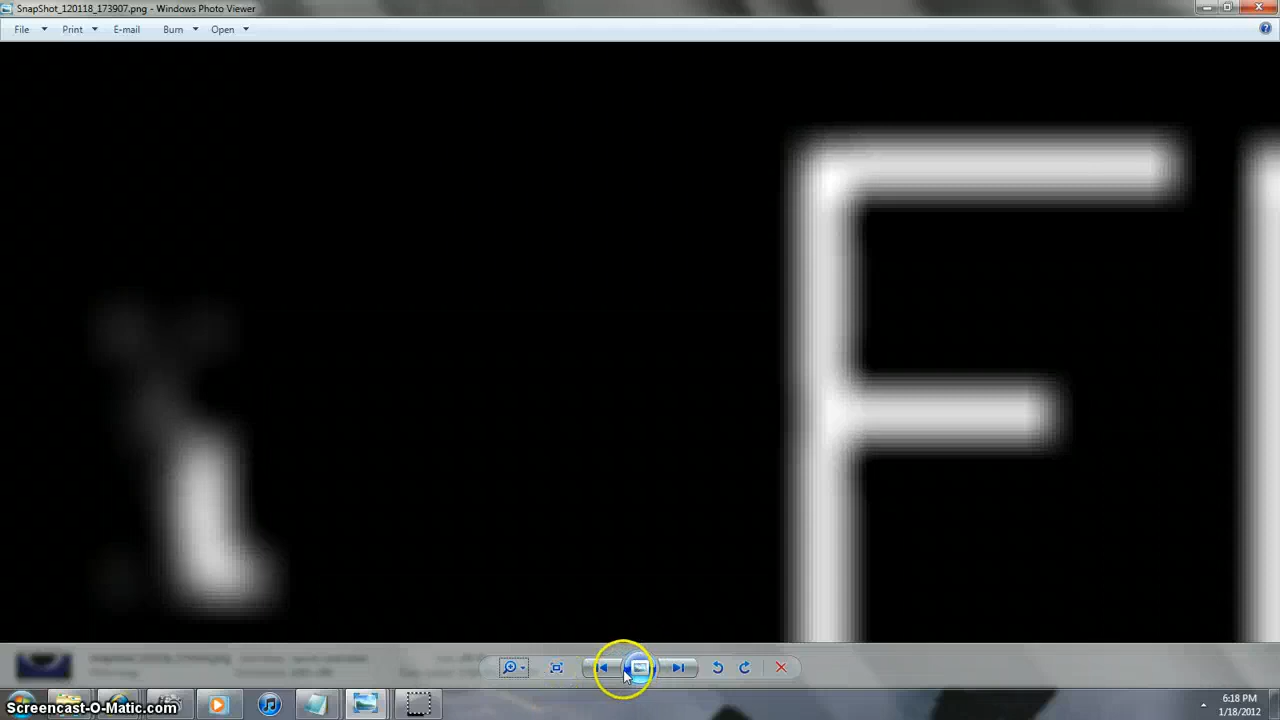 SnapShot_120118_173907.png - Windows Photo Viewer
File Print E-mail Burn Open
F
Screencast-O-Matic.com
6:18 PM
1/18/2012